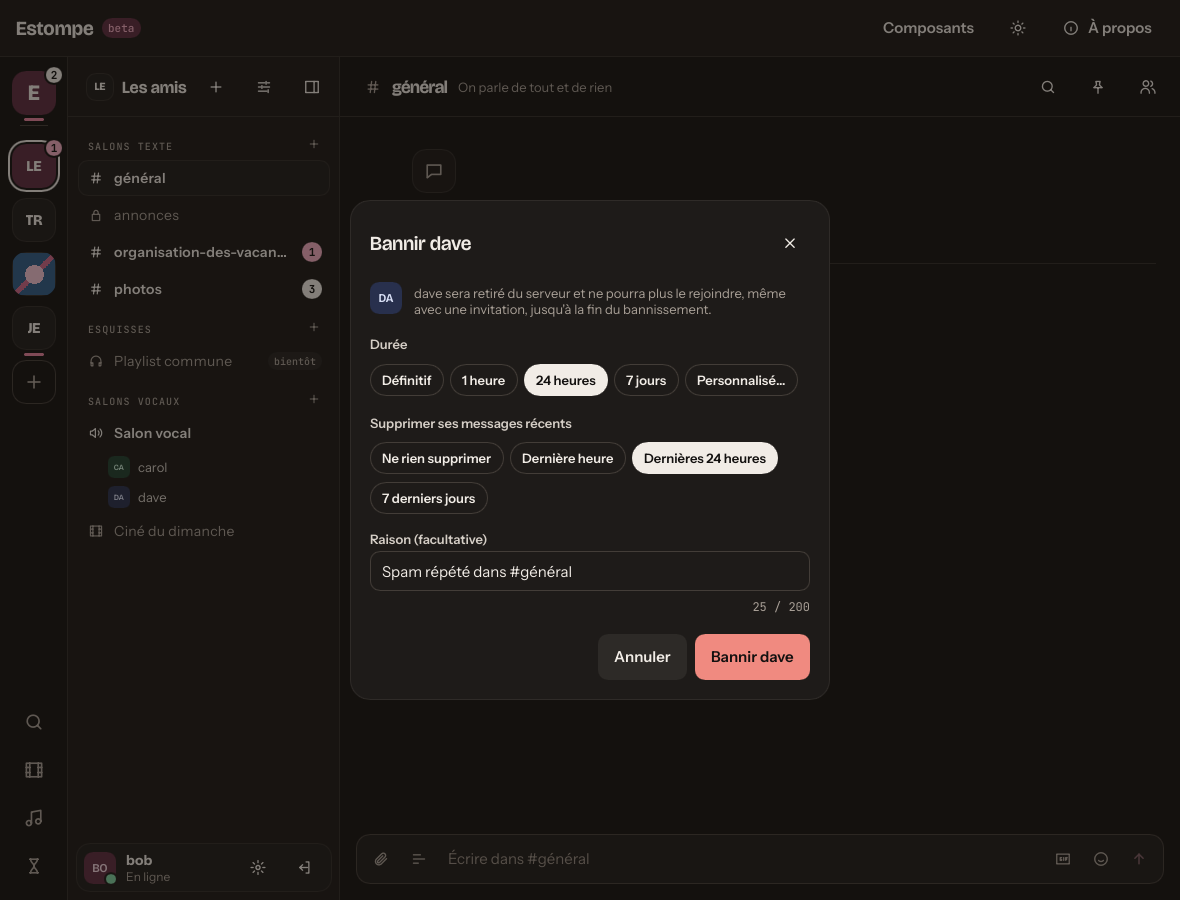 Estompe beta
Composants
À propos
E 2
LE 1
TR
JE
LE Les amis
# général On parle de tout et de rien
SALONS TEXTE
# général
annonces
# organisation-des-vacan... 1
# photos 3
ESQUISSES
Playlist commune bientôt
SALONS VOCAUX
Salon vocal
CA carol
DA dave
Ciné du dimanche
BO bob
En ligne
Bannir dave
DA
dave sera retiré du serveur et ne pourra plus le rejoindre, même
avec une invitation, jusqu'à la fin du bannissement.
Durée
Définitif 1 heure 24 heures 7 jours Personnalisé...
Supprimer ses messages récents
Ne rien supprimer Dernière heure Dernières 24 heures
7 derniers jours
Raison (facultative)
Spam répété dans #général
25 / 200
Annuler Bannir dave
Écrire dans #général
GIF